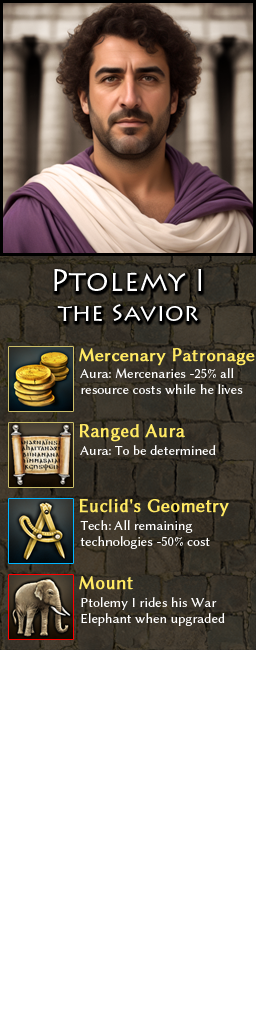 Ptolemy I
the Savior
Mercenary Patronage
Aura: Mercenaries -25% all
resource costs while he lives
Ranged Aura
Aura: To be determined
Euclid's Geometry
Tech: All remaining
technologies -50% cost
Mount
Ptolemy I rides his War
Elephant when upgraded